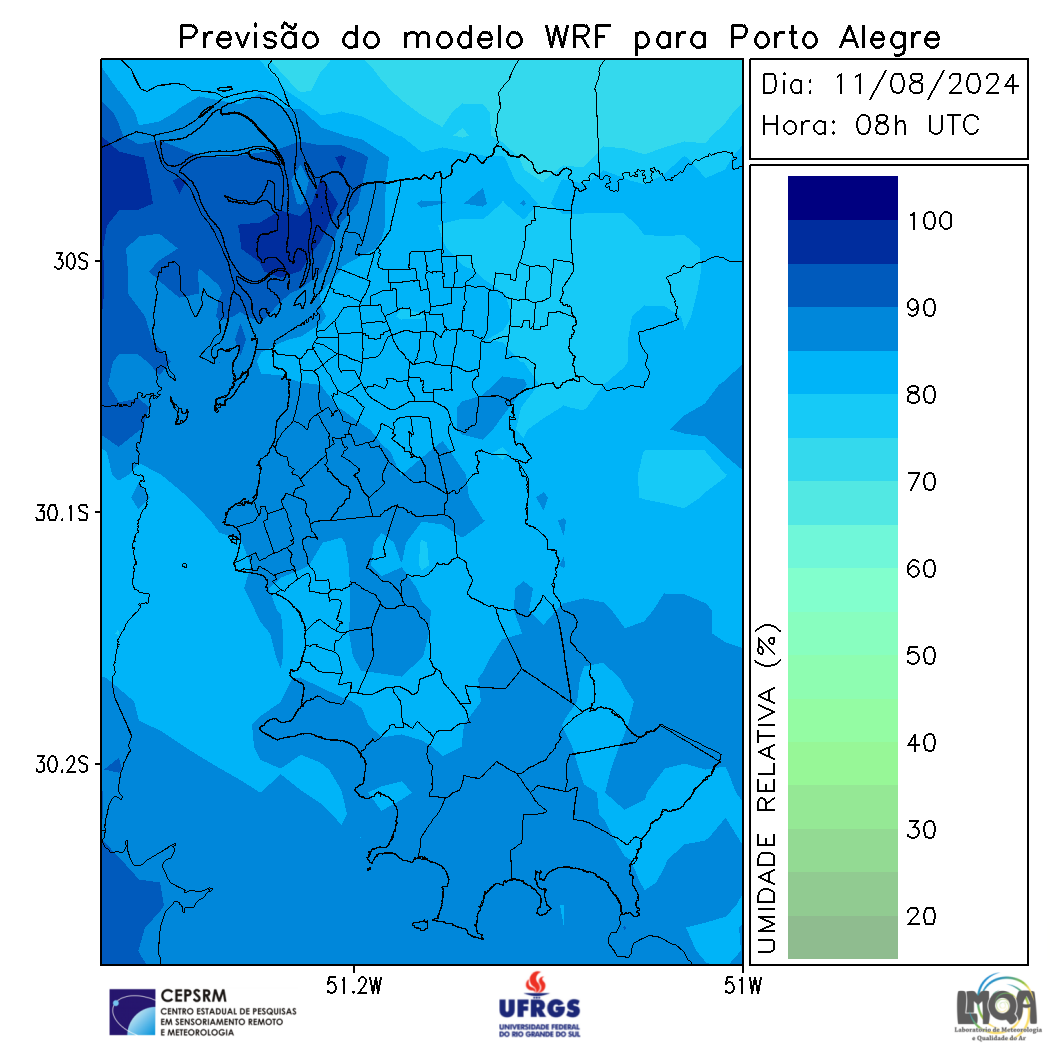 Previsão do modelo WRF para Porto Alegre
Dia: 11/08/2024
Hora: 08h UTC
30S
30.1S
30.2S
51.2W
51W
100
90
80
70
60
50
40
30
20
UMIDADE RELATIVA (%)
CEPSRM
CENTRO ESTADUAL DE PESQUISAS
EM SENSORIAMENTO REMOTO
E METEOROLOGIA
UFRGS
UNIVERSIDADE FEDERAL
DO RIO GRANDE DO SUL
LMQA
Laboratório de Meteorologia
e Qualidade do Ar